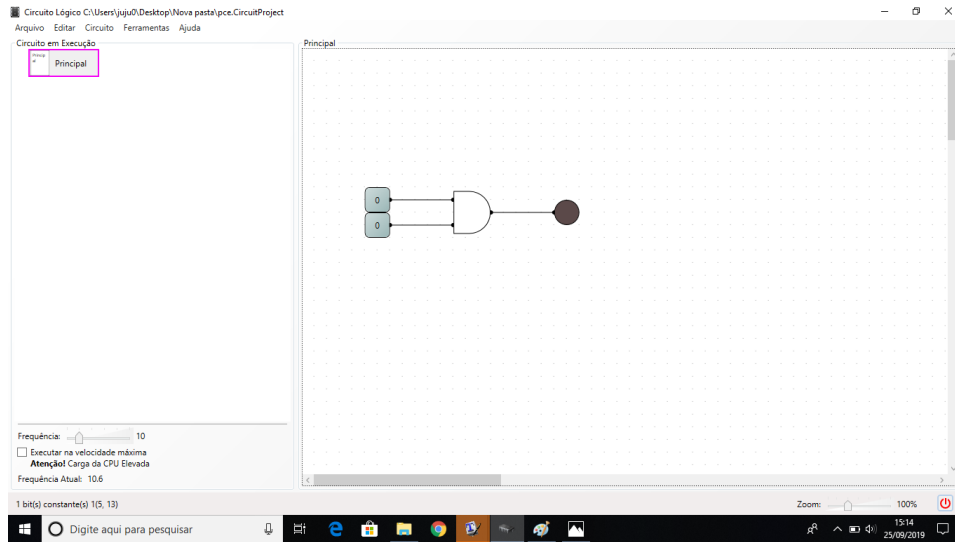 Circuito Lógico C:\Users\juju0\Desktop\Nova pasta\pce.CircuitProject
Arquivo Editar Circuito Ferramentas Ajuda
Circuito em Execução
Principal
Principal
Principal
0
0
Frequência: 10
Executar na velocidade máxima
Atenção! Carga da CPU Elevada
Frequência Atual: 10.6
1 bit(s) constante(s) 1(5, 13)
Zoom: 100%
Digite aqui para pesquisar
15:14
25/09/2019